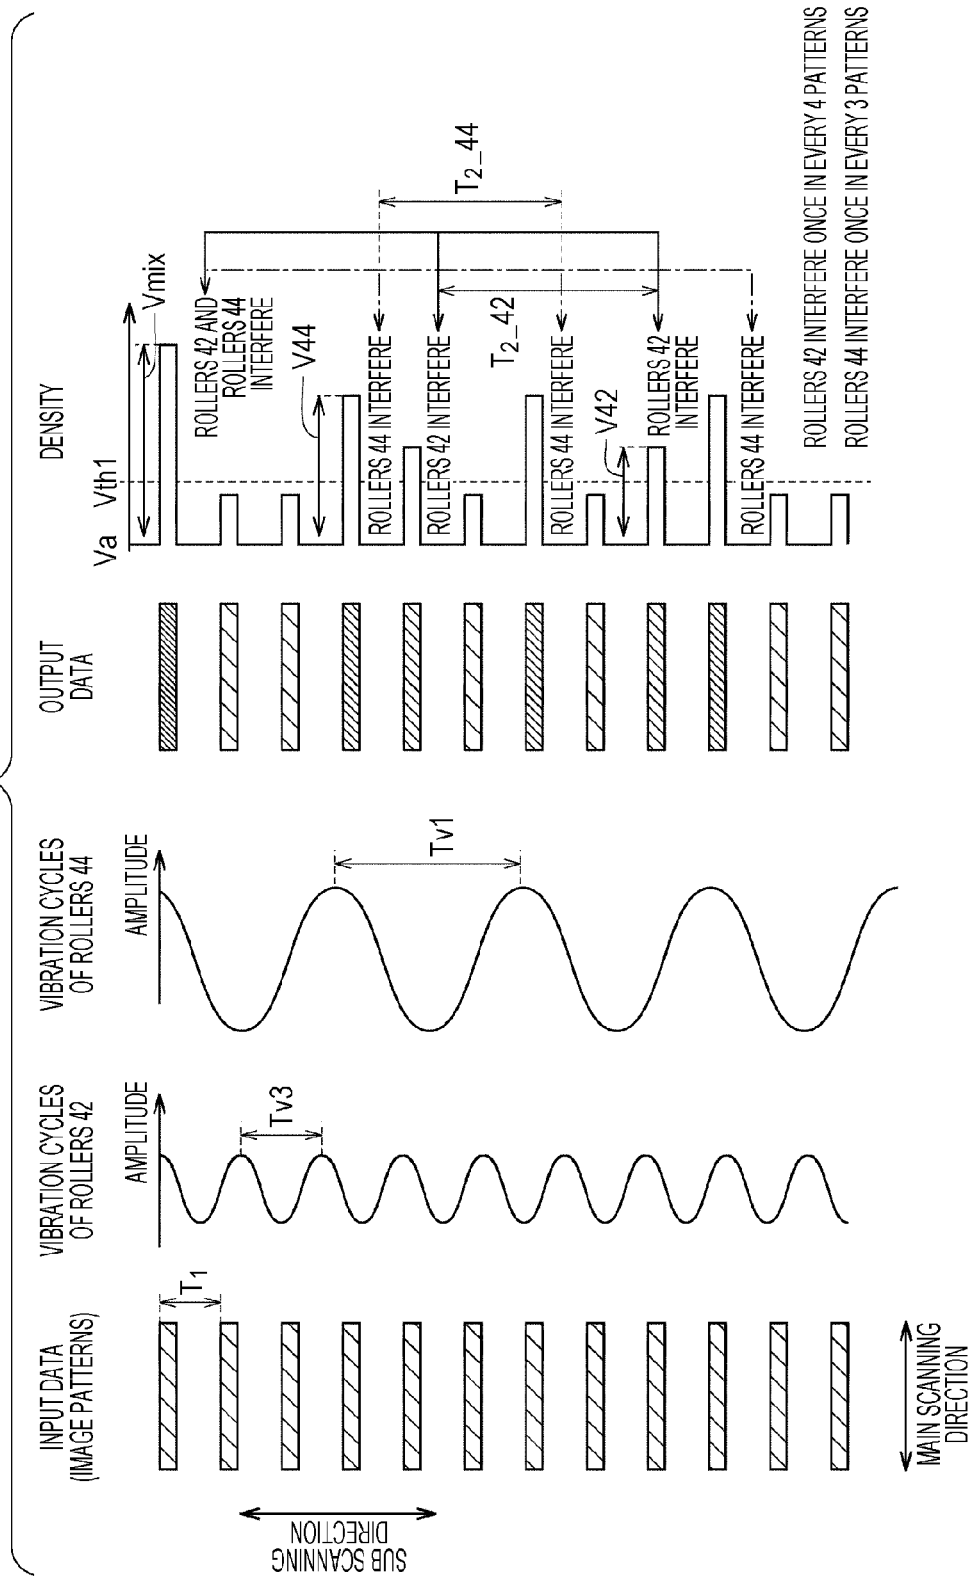 INPUT DATA
(IMAGE PATTERNS)
T1
SUB SCANNING
DIRECTION
MAIN SCANNING
DIRECTION
VIBRATION CYCLES
OF ROLLERS 42
AMPLITUDE
Tv3
VIBRATION CYCLES
OF ROLLERS 44
AMPLITUDE
Tv1
OUTPUT
DATA
DENSITY
Va
Vth1
Vmix
ROLLERS 42 AND
ROLLERS 44
INTERFERE
V44
ROLLERS 44 INTERFERE
ROLLERS 42 INTERFERE
T2_44
T2_42
ROLLERS 44 INTERFERE
V42
ROLLERS 42
INTERFERE
ROLLERS 44 INTERFERE
ROLLERS 42 INTERFERE ONCE IN EVERY 4 PATTERNS
ROLLERS 44 INTERFERE ONCE IN EVERY 3 PATTERNS